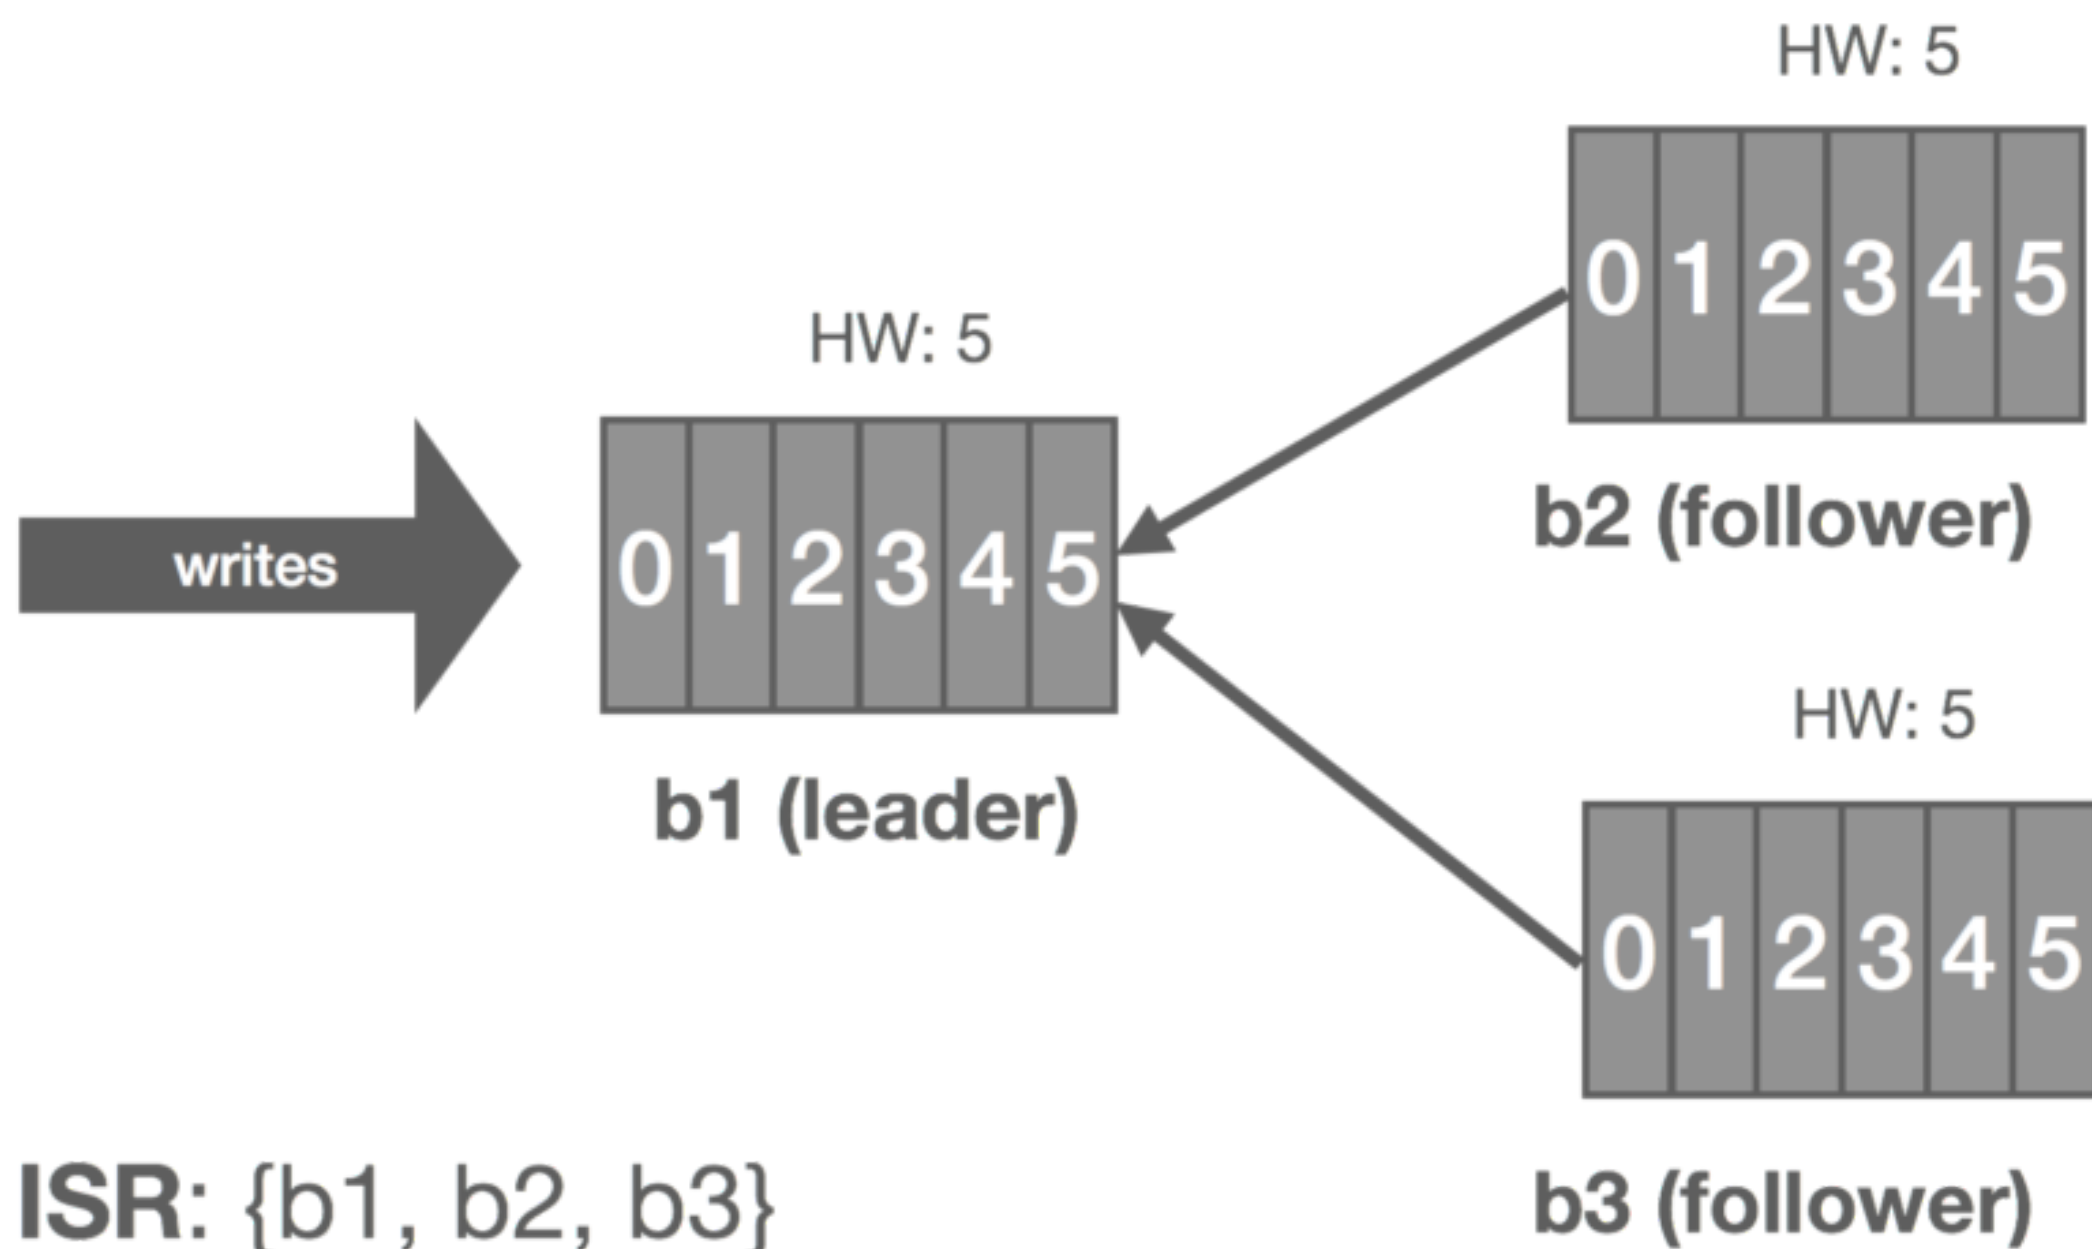 HW: 5
0 1 2 3 4 5
b2 (follower)
HW: 5
writes
0 1 2 3 4 5
b1 (leader)
HW: 5
0 1 2 3 4 5
b3 (follower)
ISR: {b1, b2, b3}